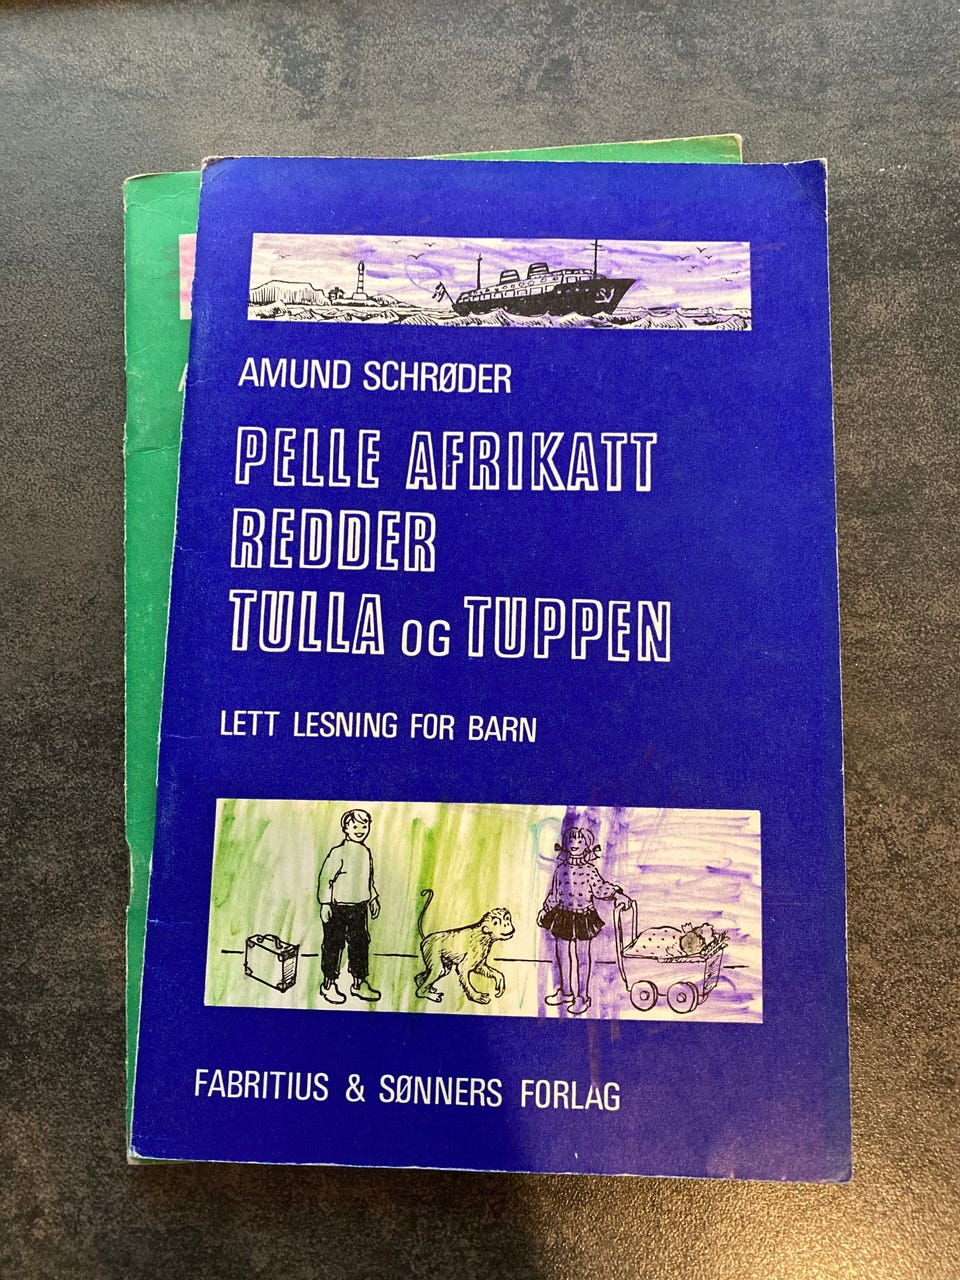 AMUND SCHRØDER
PELLE AFRIKATT
REDDER
TULLA OG TUPPEN
LETT LESNING FOR BARN
FABRITIUS & SØNNERS FORLAG